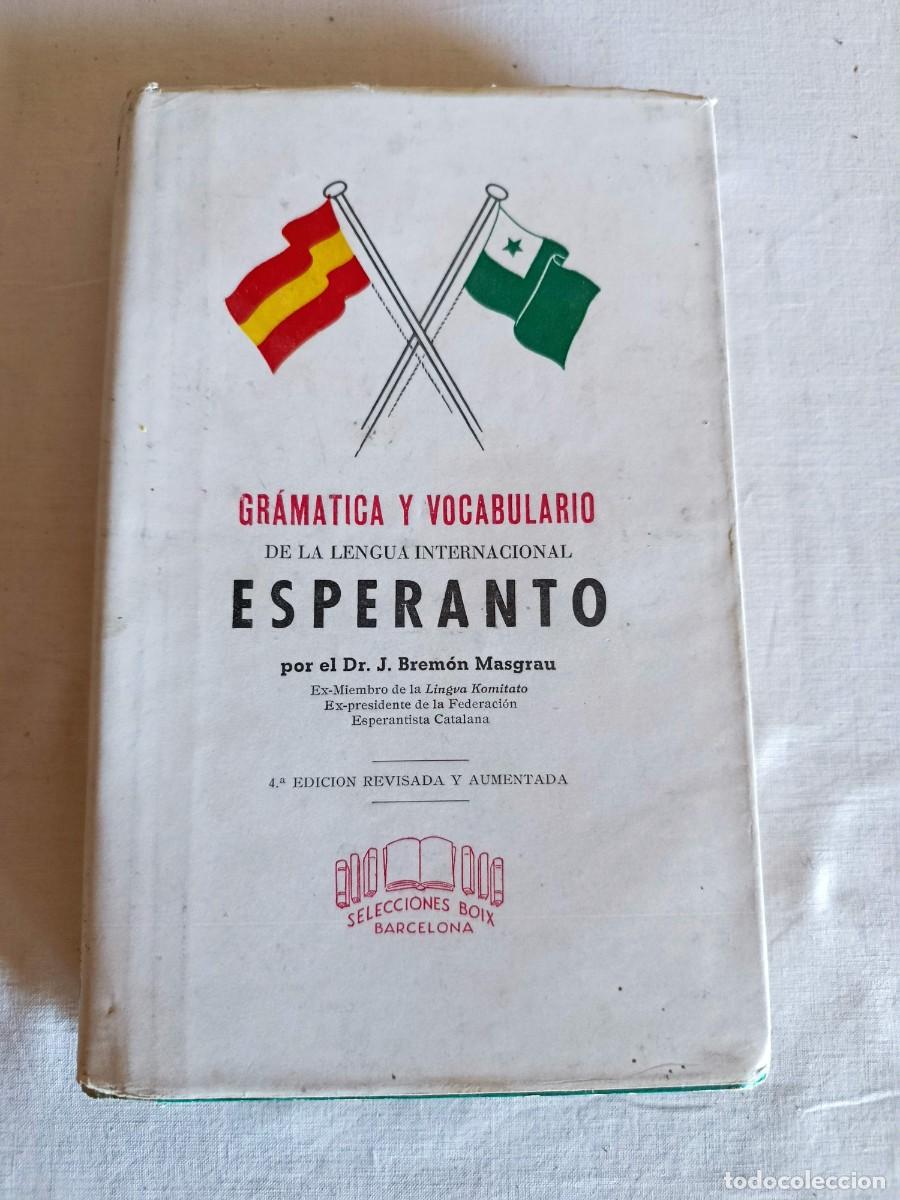 GRÁMATICA Y VOCABULARIO
DE LA LENGUA INTERNACIONAL
ESPERANTO
por el Dr. J. Bremón Masgrau
Ex-Miembro de la Lingva Komitato
Ex-presidente de la Federación
Esperantista Catalana
4.ª EDICION REVISADA Y AUMENTADA
SELECCIONES BOIX
BARCELONA
todocoleccion